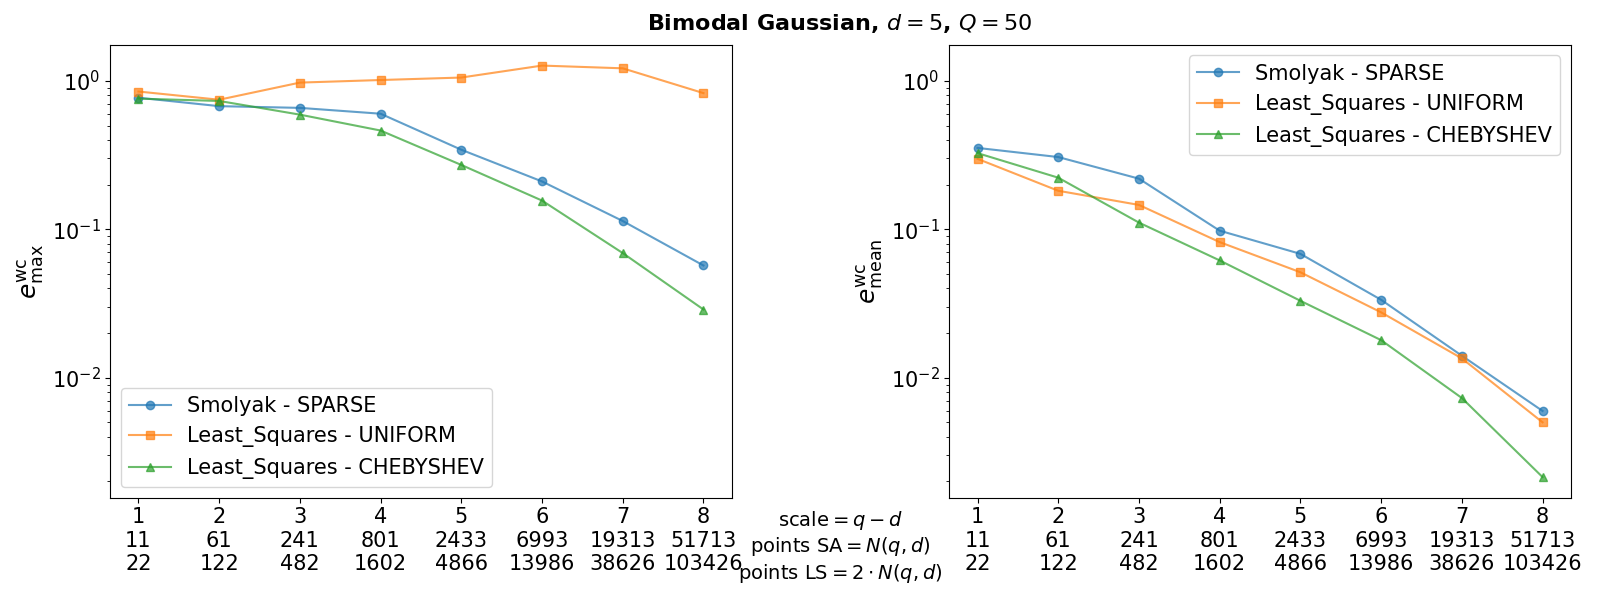 Bimodal Gaussian, d = 5, Q = 50
e^wc_max
10^0
10^−1
10^−2
Smolyak - SPARSE
Least_Squares - UNIFORM
Least_Squares - CHEBYSHEV
1 2 3 4 5 6 7 8
11 61 241 801 2433 6993 19313 51713
22 122 482 1602 4866 13986 38626 103426
scale = q − d
points SA = N(q, d)
points LS = 2 · N(q, d)
e^wc_mean
10^0
10^−1
10^−2
Smolyak - SPARSE
Least_Squares - UNIFORM
Least_Squares - CHEBYSHEV
1 2 3 4 5 6 7 8
11 61 241 801 2433 6993 19313 51713
22 122 482 1602 4866 13986 38626 103426